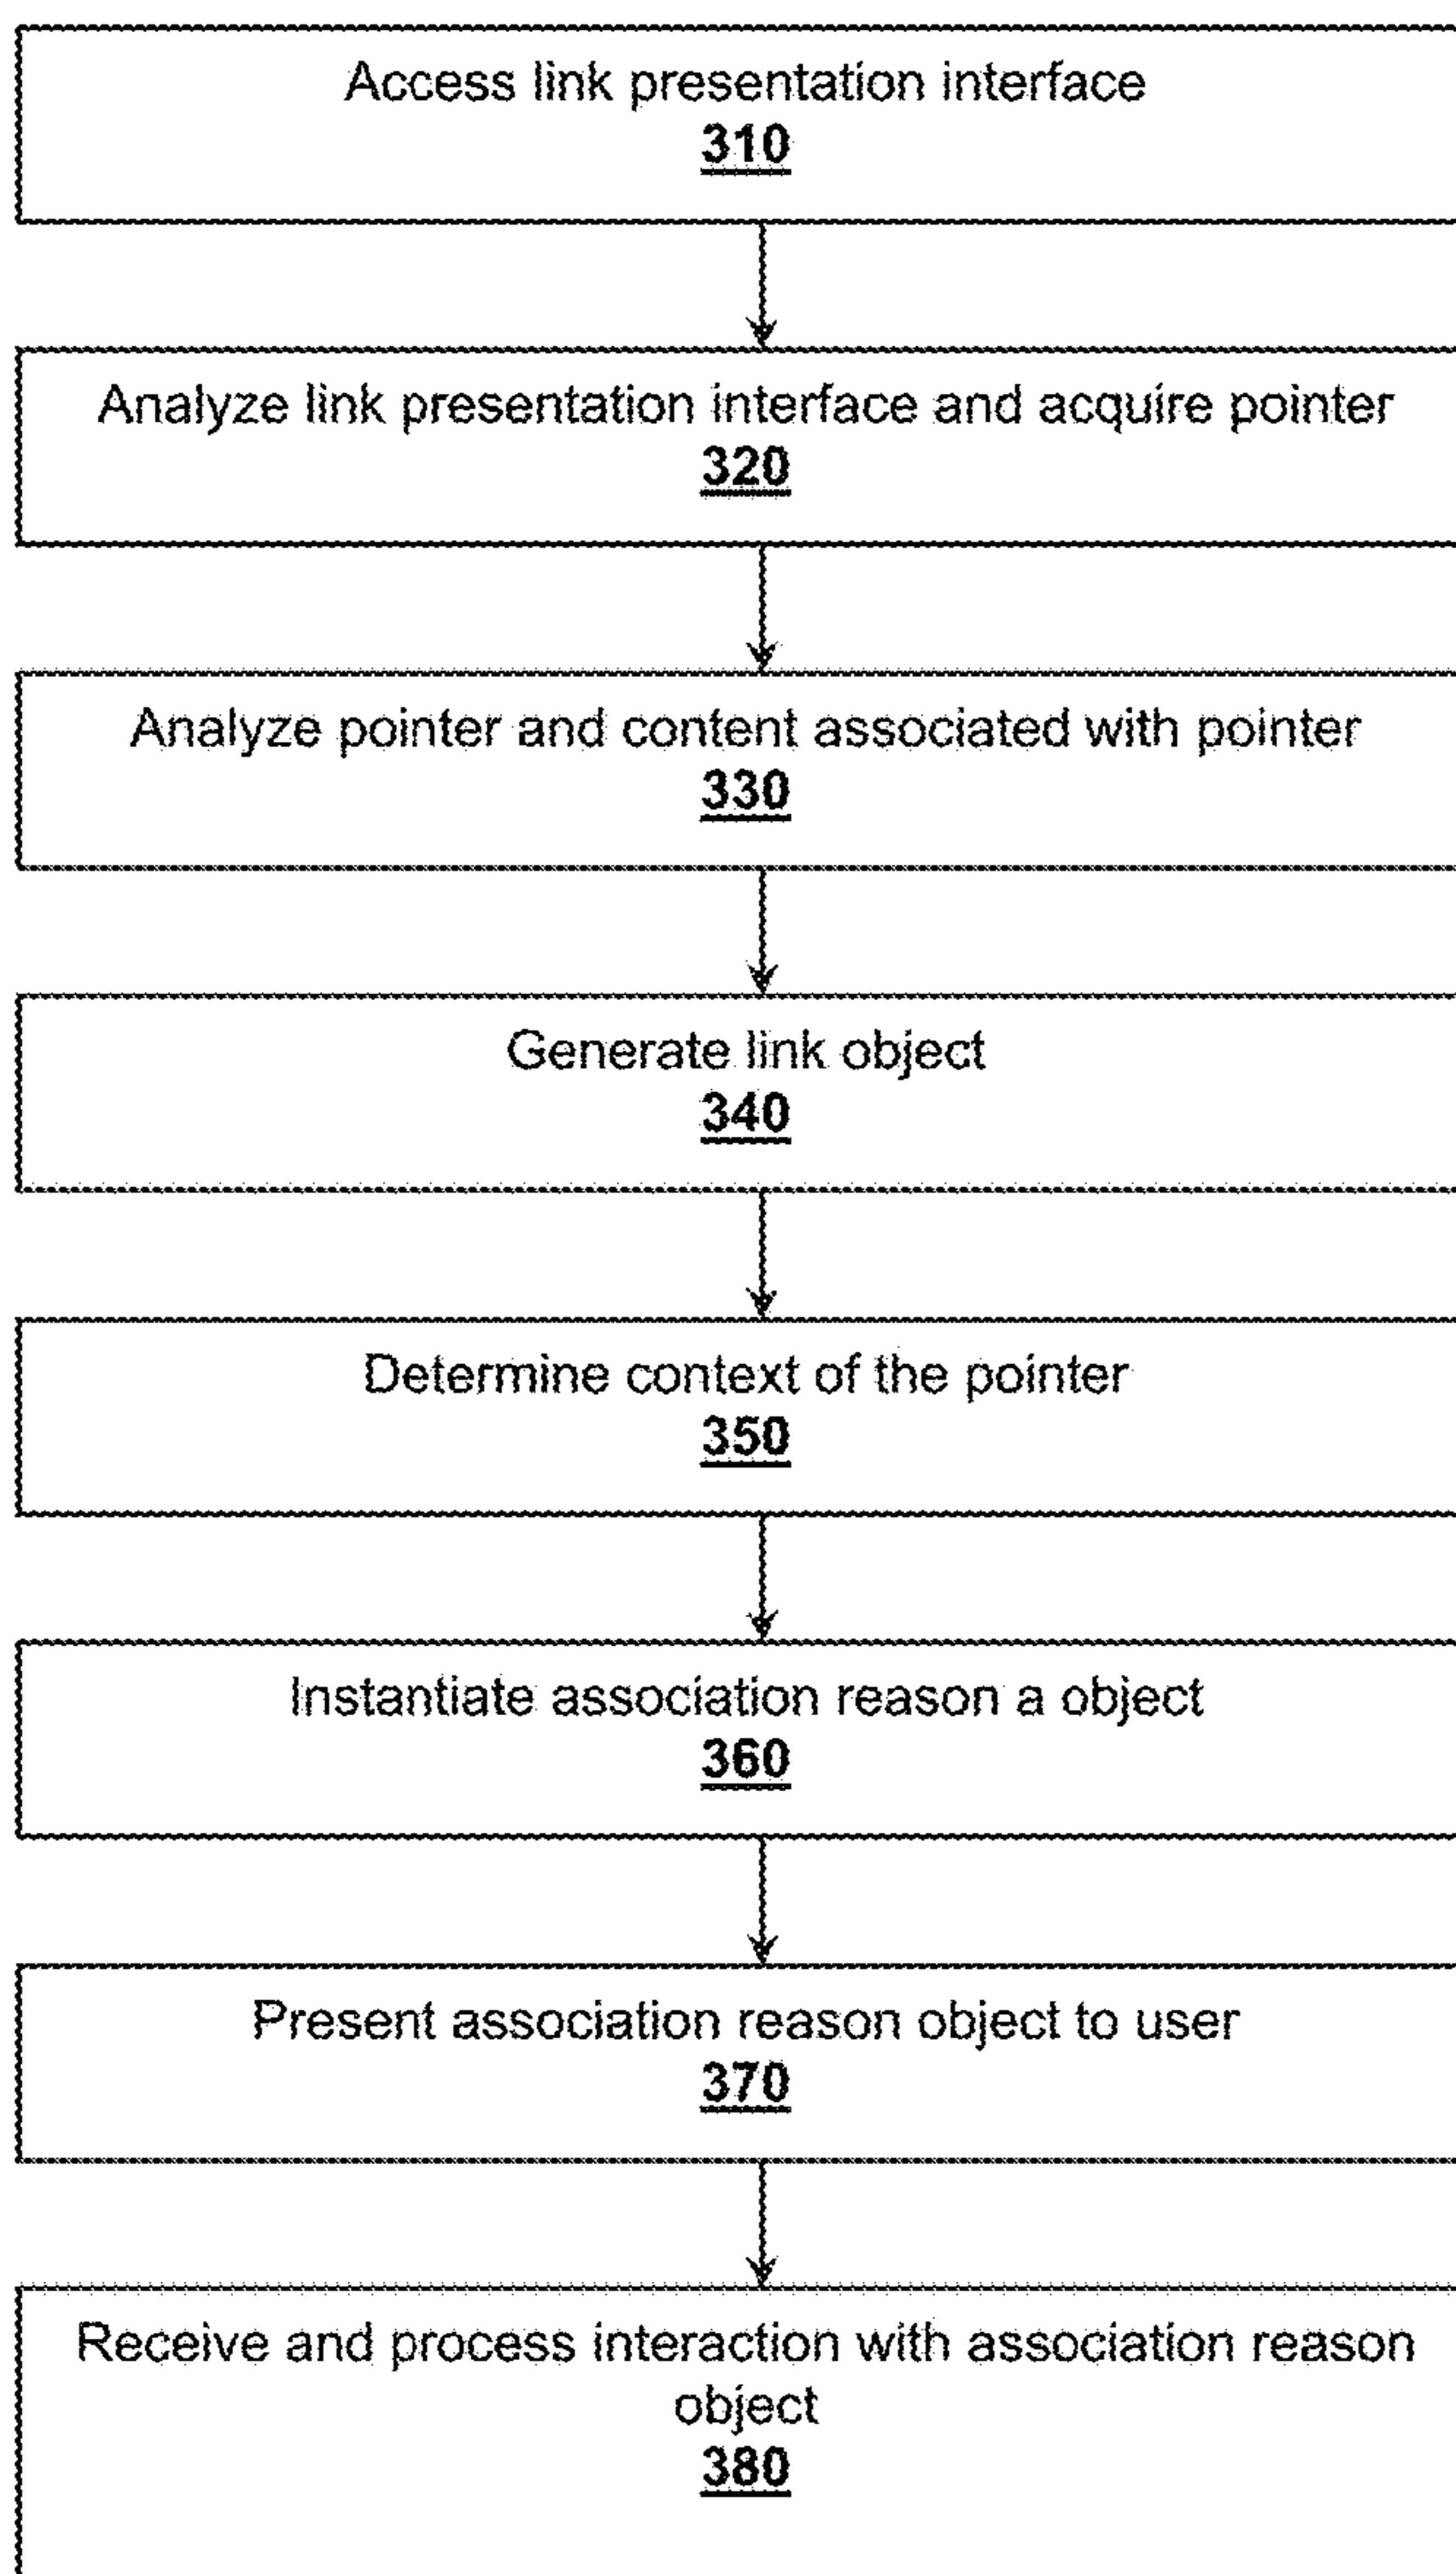 Access link presentation interface
310
Analyze link presentation interface and acquire pointer
320
Analyze pointer and content associated with pointer
330
Generate link object
340
Determine context of the pointer
350
Instantiate association reason a object
360
Present association reason object to user
370
Receive and process interaction with association reason
object
380